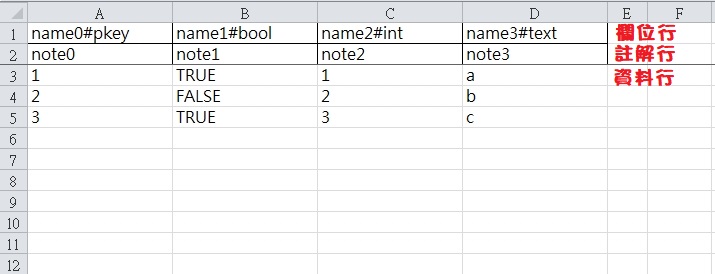 A B C D E F
1 name0#pkey name1#bool name2#int name3#text 欄位行
2 note0 note1 note2 note3 註解行
3 1 TRUE 1 a 資料行
4 2 FALSE 2 b
5 3 TRUE 3 c
6
7
8
9
10
11
12